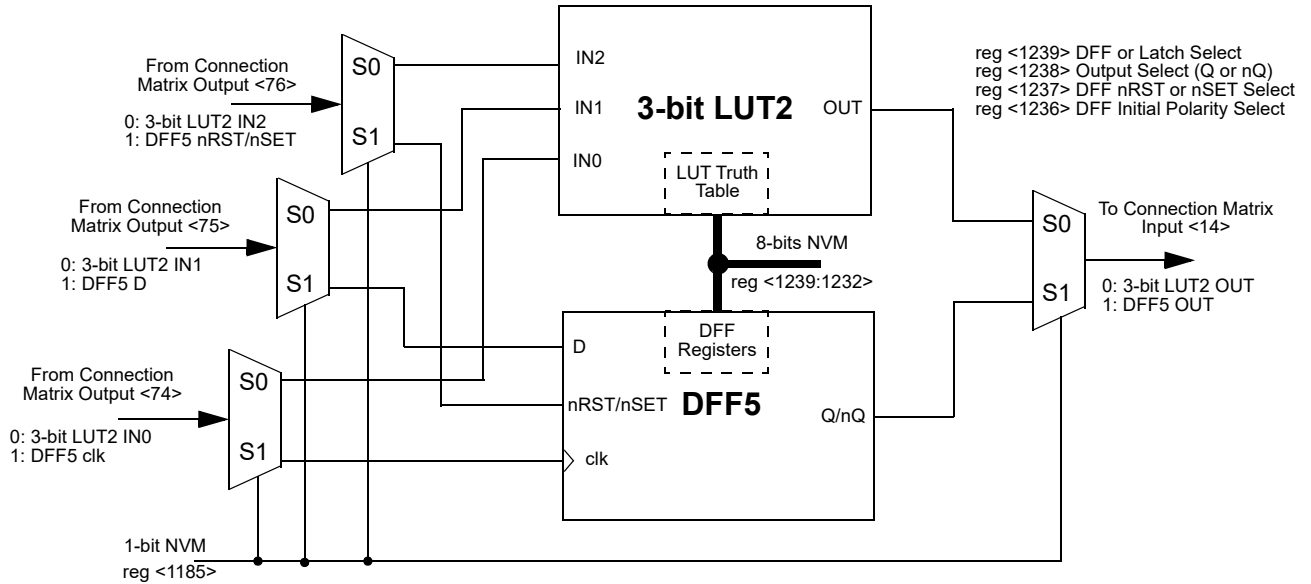 From Connection
Matrix Output <76>
0: 3-bit LUT2 IN2
1: DFF5 nRST/nSET
S0
S1
From Connection
Matrix Output <75>
0: 3-bit LUT2 IN1
1: DFF5 D
S0
S1
From Connection
Matrix Output <74>
0: 3-bit LUT2 IN0
1: DFF5 clk
S0
S1
1-bit NVM
reg <1185>
IN2
IN1
IN0
3-bit LUT2
OUT
LUT Truth
Table
8-bits NVM
reg <1239:1232>
DFF
Registers
D
nRST/nSET
clk
DFF5
Q/nQ
reg <1239> DFF or Latch Select
reg <1238> Output Select (Q or nQ)
reg <1237> DFF nRST or nSET Select
reg <1236> DFF Initial Polarity Select
S0
S1
To Connection Matrix
Input <14>
0: 3-bit LUT2 OUT
1: DFF5 OUT